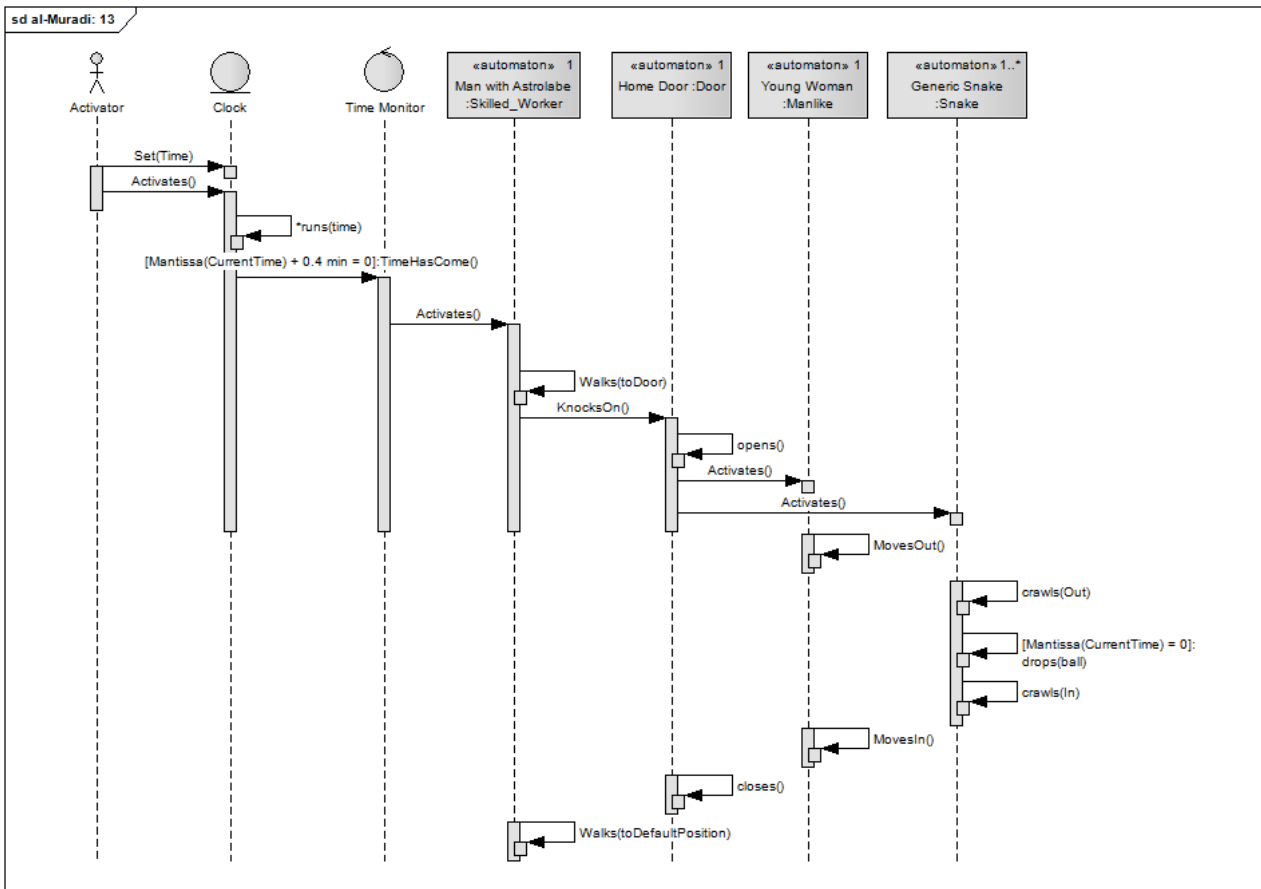 sd al-Muradi: 13
«automaton» 1
«automaton» 1
«automaton» 1
«automaton» 1..*
Man with Astrolabe
:Skilled_Worker
Home Door :Door
Young Woman
:Manlike
Generic Snake
:Snake
Activator
Clock
Time Monitor
Set(Time)
Activates()
*runs(time)
[Mantissa(CurrentTime) + 0.4 min = 0]:TimeHasCome()
Activates()
Walks(toDoor)
KnocksOn()
opens()
Activates()
Activates()
MovesOut()
crawls(Out)
[Mantissa(CurrentTime) = 0]:
drops(ball)
crawls(In)
MovesIn()
closes()
Walks(toDefaultPosition)